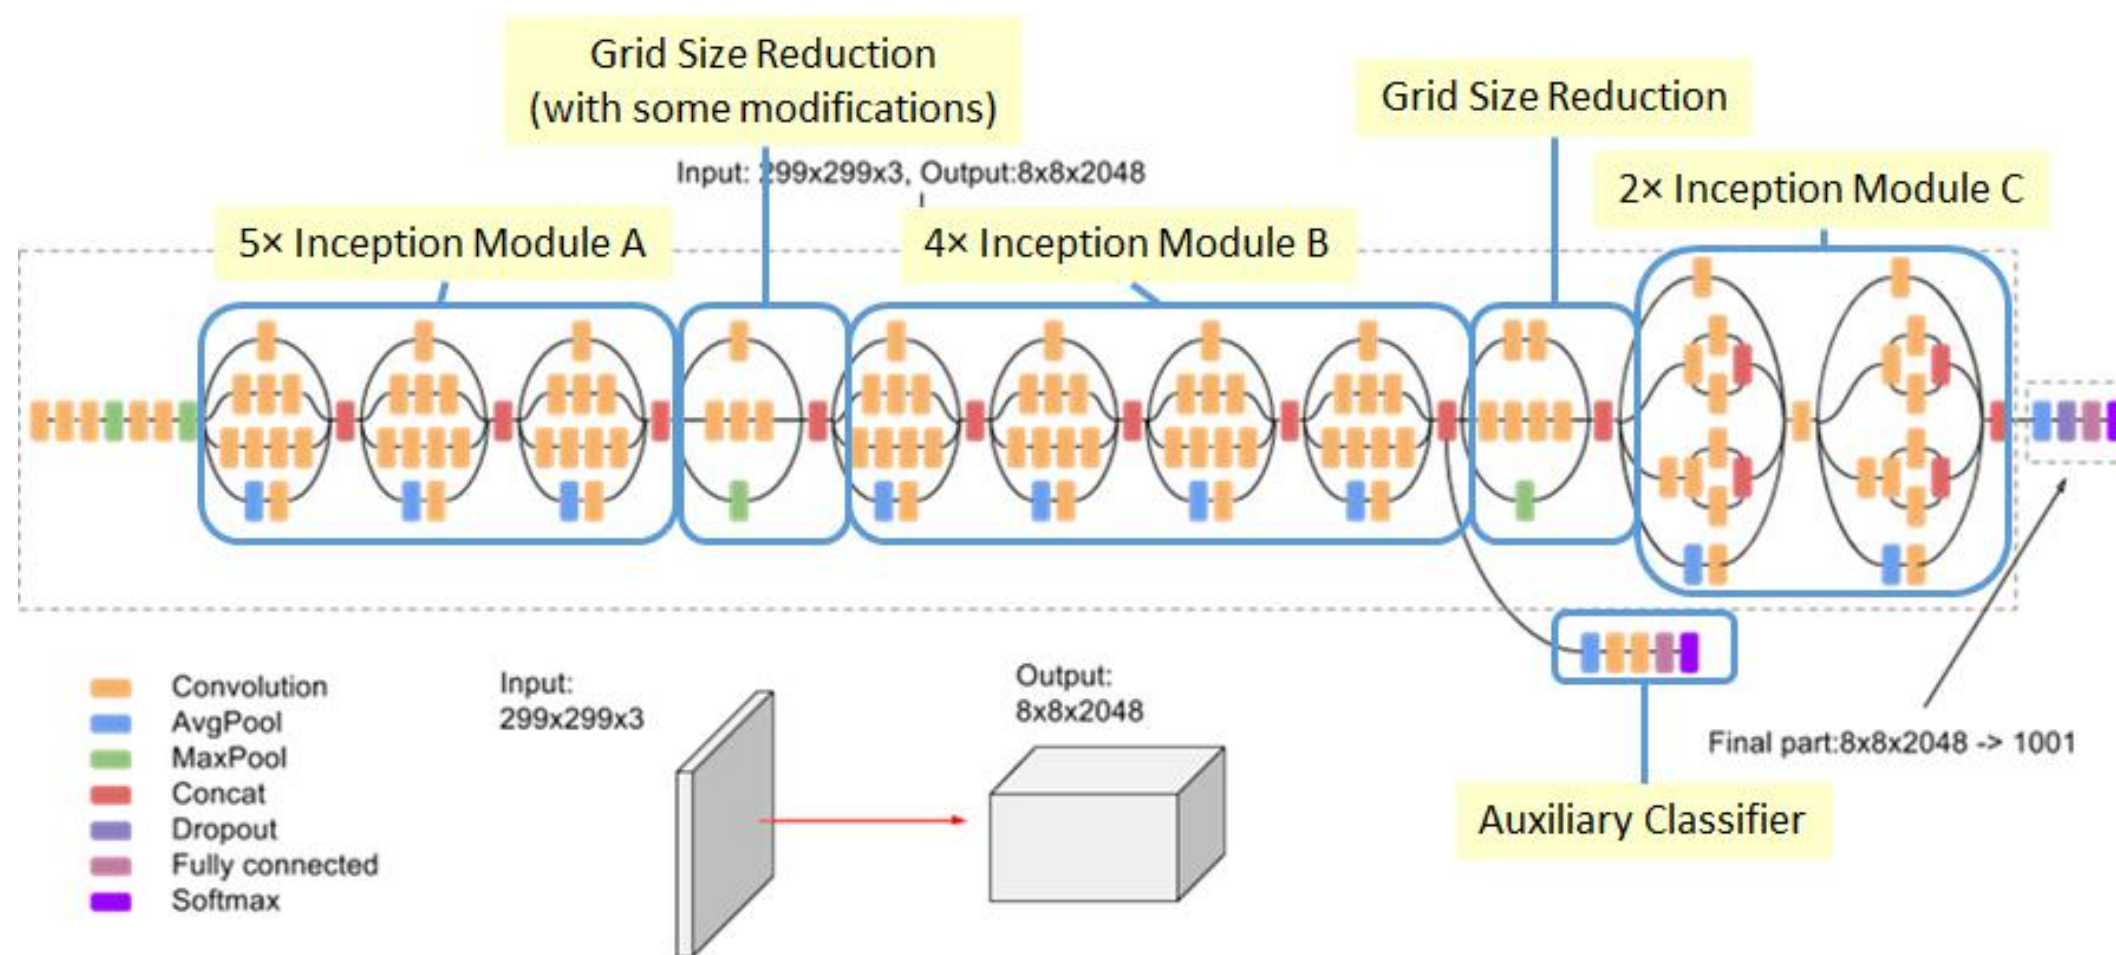 Grid Size Reduction
(with some modifications)
Grid Size Reduction
Input: 299x299x3, Output:8x8x2048
2× Inception Module C
5× Inception Module A
4× Inception Module B
Convolution
AvgPool
MaxPool
Concat
Dropout
Fully connected
Softmax
Input:
299x299x3
Output:
8x8x2048
Final part:8x8x2048 -> 1001
Auxiliary Classifier